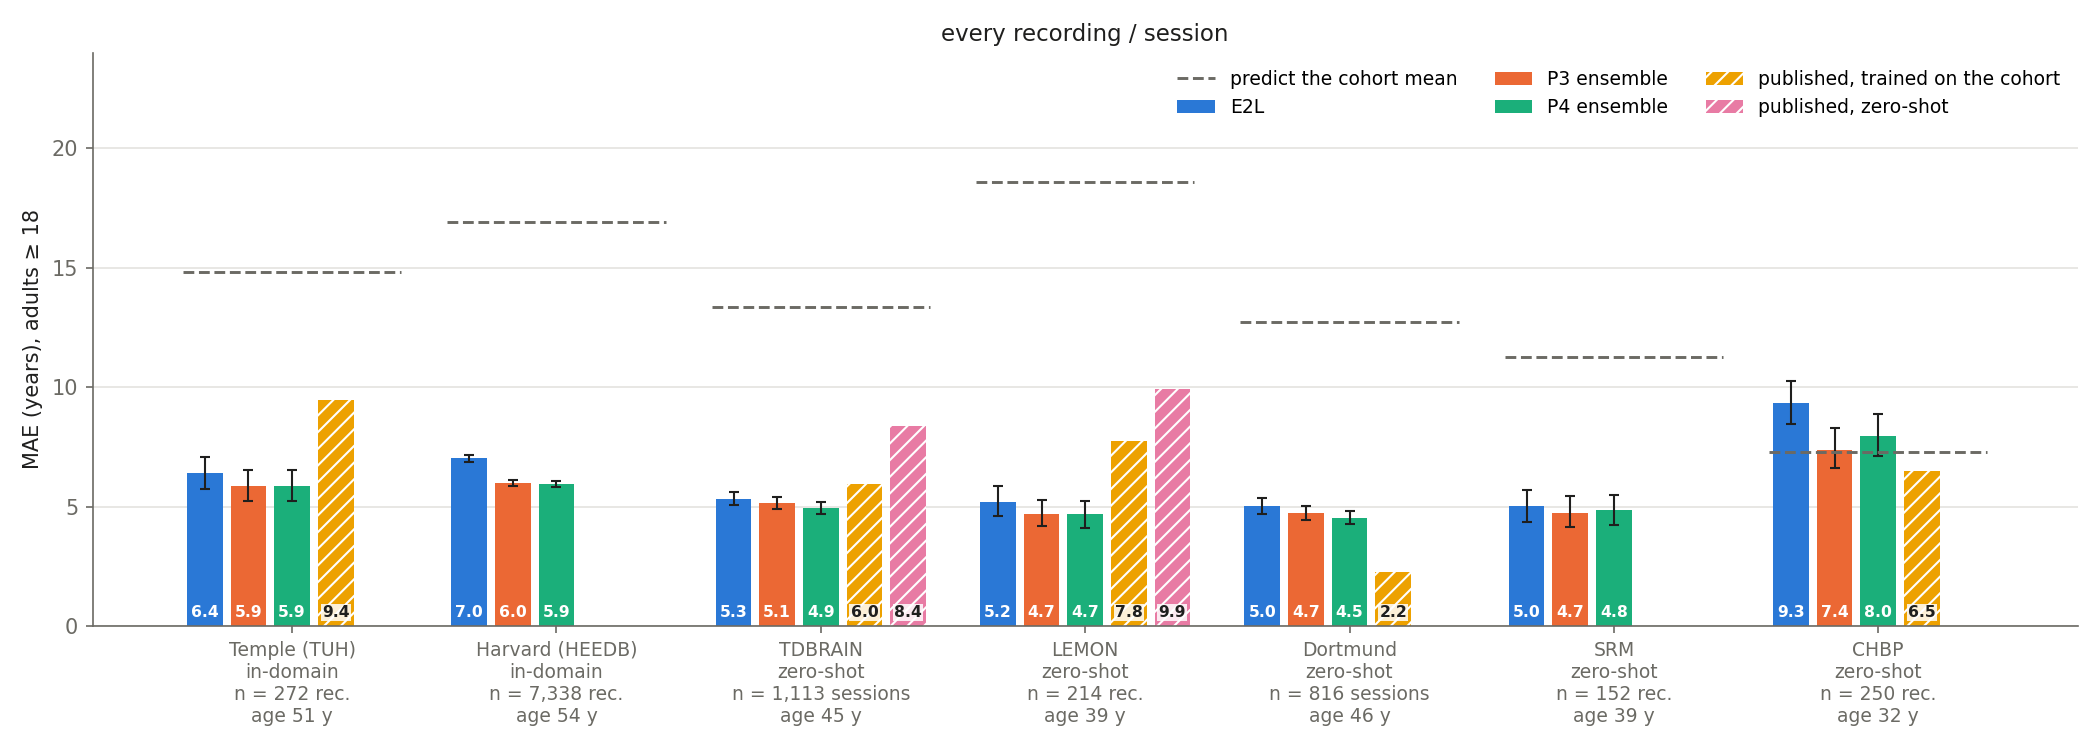 every recording / session
predict the cohort mean
E2L
P3 ensemble
P4 ensemble
published, trained on the cohort
published, zero-shot
MAE (years), adults ≥ 18
20
15
10
5
0
6.4 5.9 5.9 9.4
7.0 6.0 5.9
5.3 5.1 4.9 6.0 8.4
5.2 4.7 4.7 7.8 9.9
5.0 4.7 4.5 2.2
5.0 4.7 4.8
9.3 7.4 8.0 6.5
Temple (TUH)
in-domain
n = 272 rec.
age 51 y
Harvard (HEEDB)
in-domain
n = 7,338 rec.
age 54 y
TDBRAIN
zero-shot
n = 1,113 sessions
age 45 y
LEMON
zero-shot
n = 214 rec.
age 39 y
Dortmund
zero-shot
n = 816 sessions
age 46 y
SRM
zero-shot
n = 152 rec.
age 39 y
CHBP
zero-shot
n = 250 rec.
age 32 y